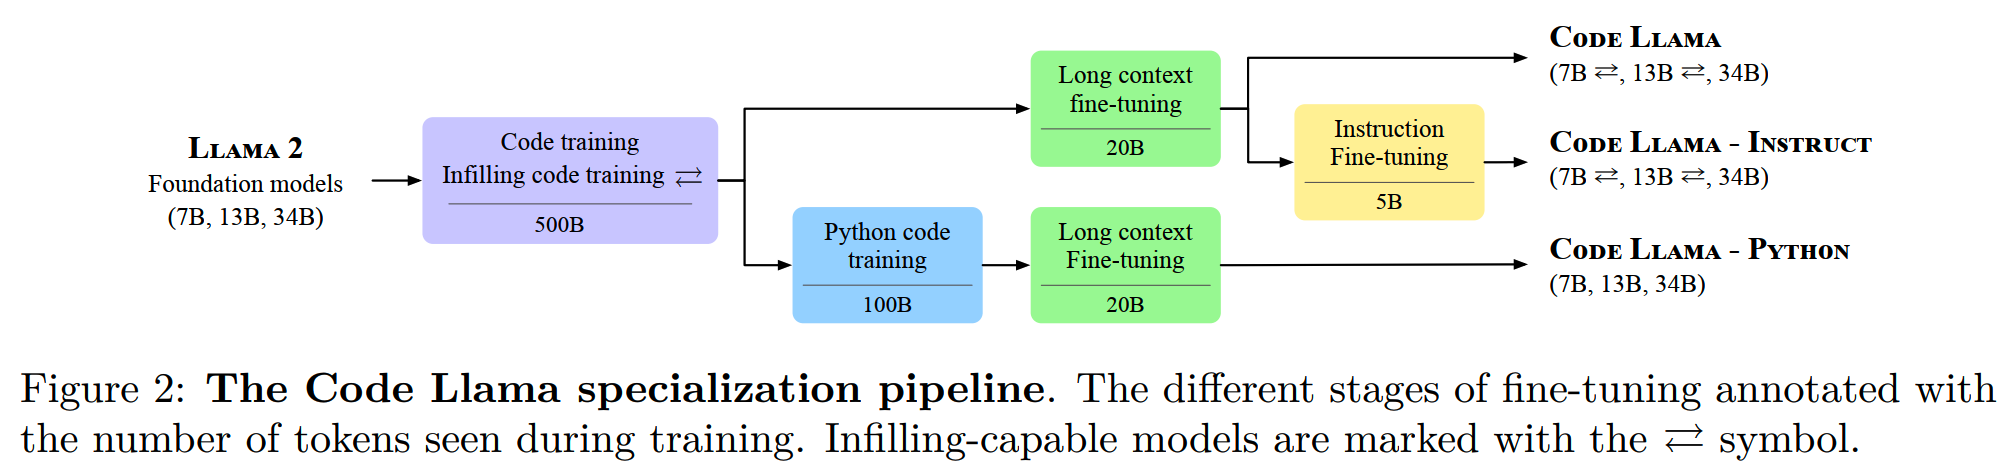 LLAMA 2
Foundation models
(7B, 13B, 34B)
Code training
Infilling code training ⇄
500B
Python code
training
100B
Long context
fine-tuning
20B
Long context
Fine-tuning
20B
Instruction
Fine-tuning
5B
CODE LLAMA
(7B ⇄, 13B ⇄, 34B)
CODE LLAMA - INSTRUCT
(7B ⇄, 13B ⇄, 34B)
CODE LLAMA - PYTHON
(7B, 13B, 34B)
Figure 2: The Code Llama specialization pipeline. The different stages of fine-tuning annotated with
the number of tokens seen during training. Infilling-capable models are marked with the ⇄ symbol.